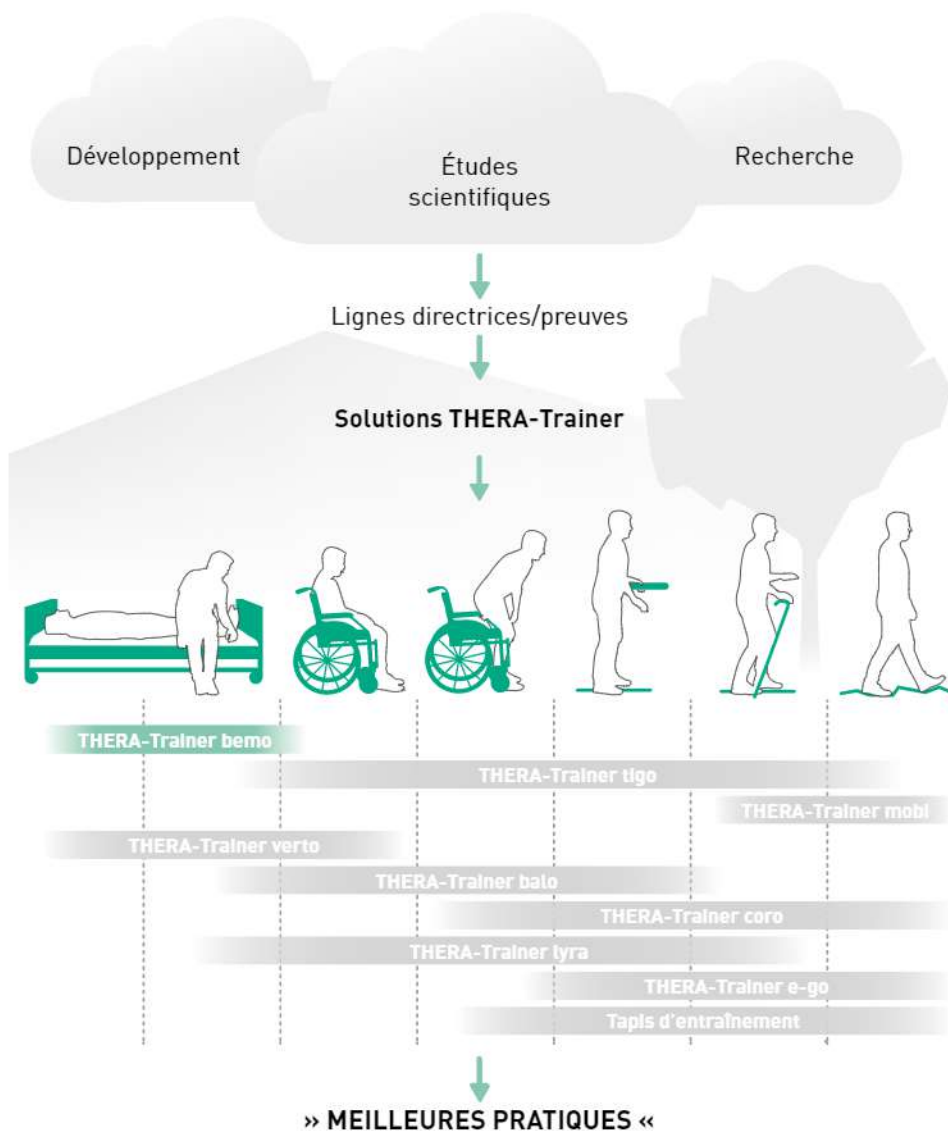 Développement
Études
scientifiques
Recherche
Lignes directrices/preuves
Solutions THERA-Trainer
THERA-Trainer bemo
THERA-Trainer tigo
THERA-Trainer mobi
THERA-Trainer verto
THERA-Trainer balo
THERA-Trainer coro
THERA-Trainer lyra
THERA-Trainer e-go
Tapis d'entraînement
» MEILLEURES PRATIQUES «